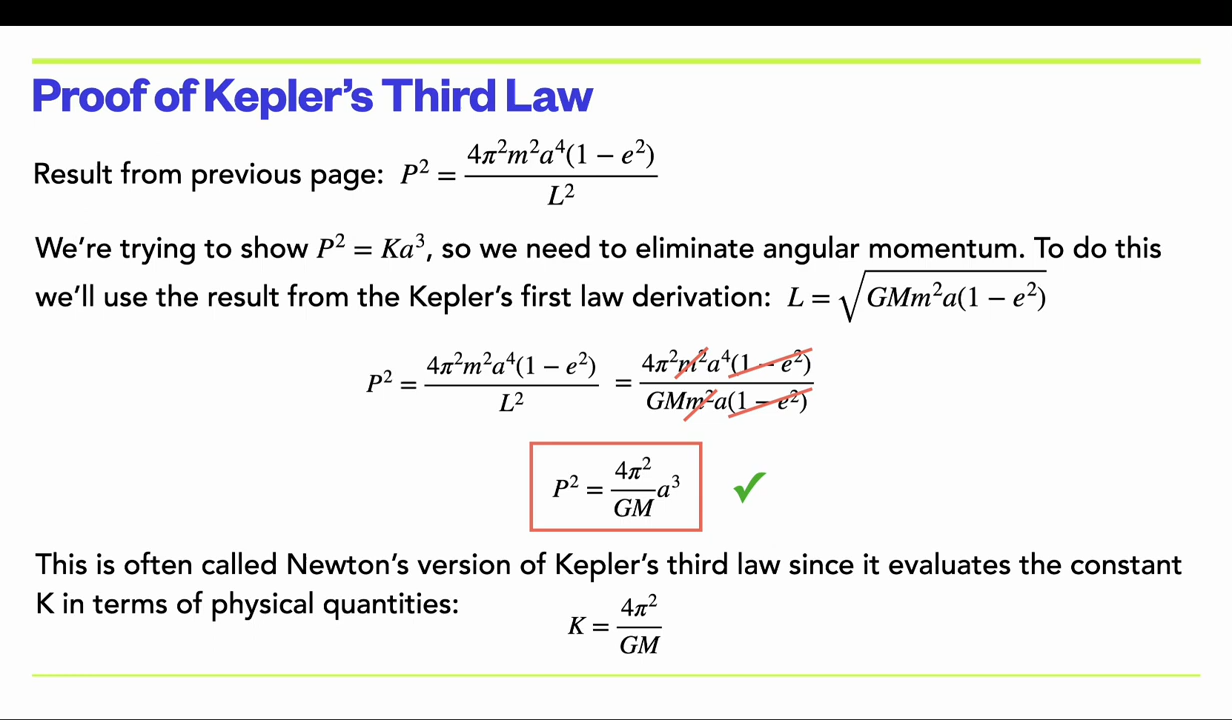 Proof of Kepler’s Third Law
Result from previous page: P² = 4π²m²a⁴(1 − e²) / L²
We’re trying to show P² = Ka³, so we need to eliminate angular momentum. To do this
we’ll use the result from the Kepler’s first law derivation: L = √(GMm²a(1 − e²))
P² = 4π²m²a⁴(1 − e²) / L² = 4π²m²a⁴(1 − e²) / GMm²a(1 − e²)
P² = 4π² / GM a³ ✓
This is often called Newton’s version of Kepler’s third law since it evaluates the constant
K in terms of physical quantities:
K = 4π² / GM